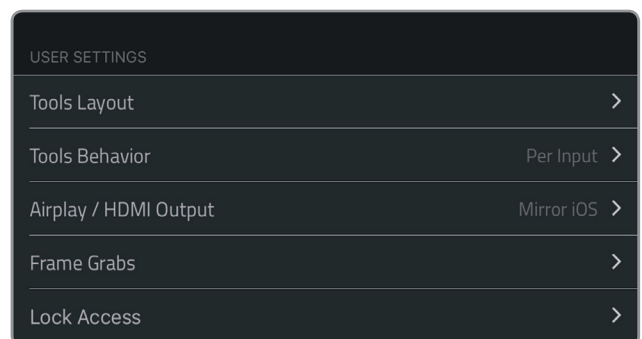 USER SETTINGS
Tools Layout
Tools Behavior Per Input
Airplay / HDMI Output Mirror iOS
Frame Grabs
Lock Access